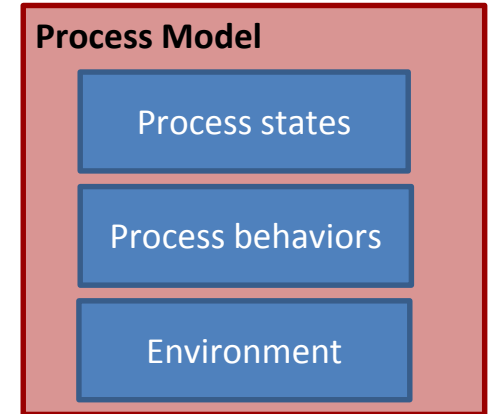 Process Model
Process states
Process behaviors
Environment